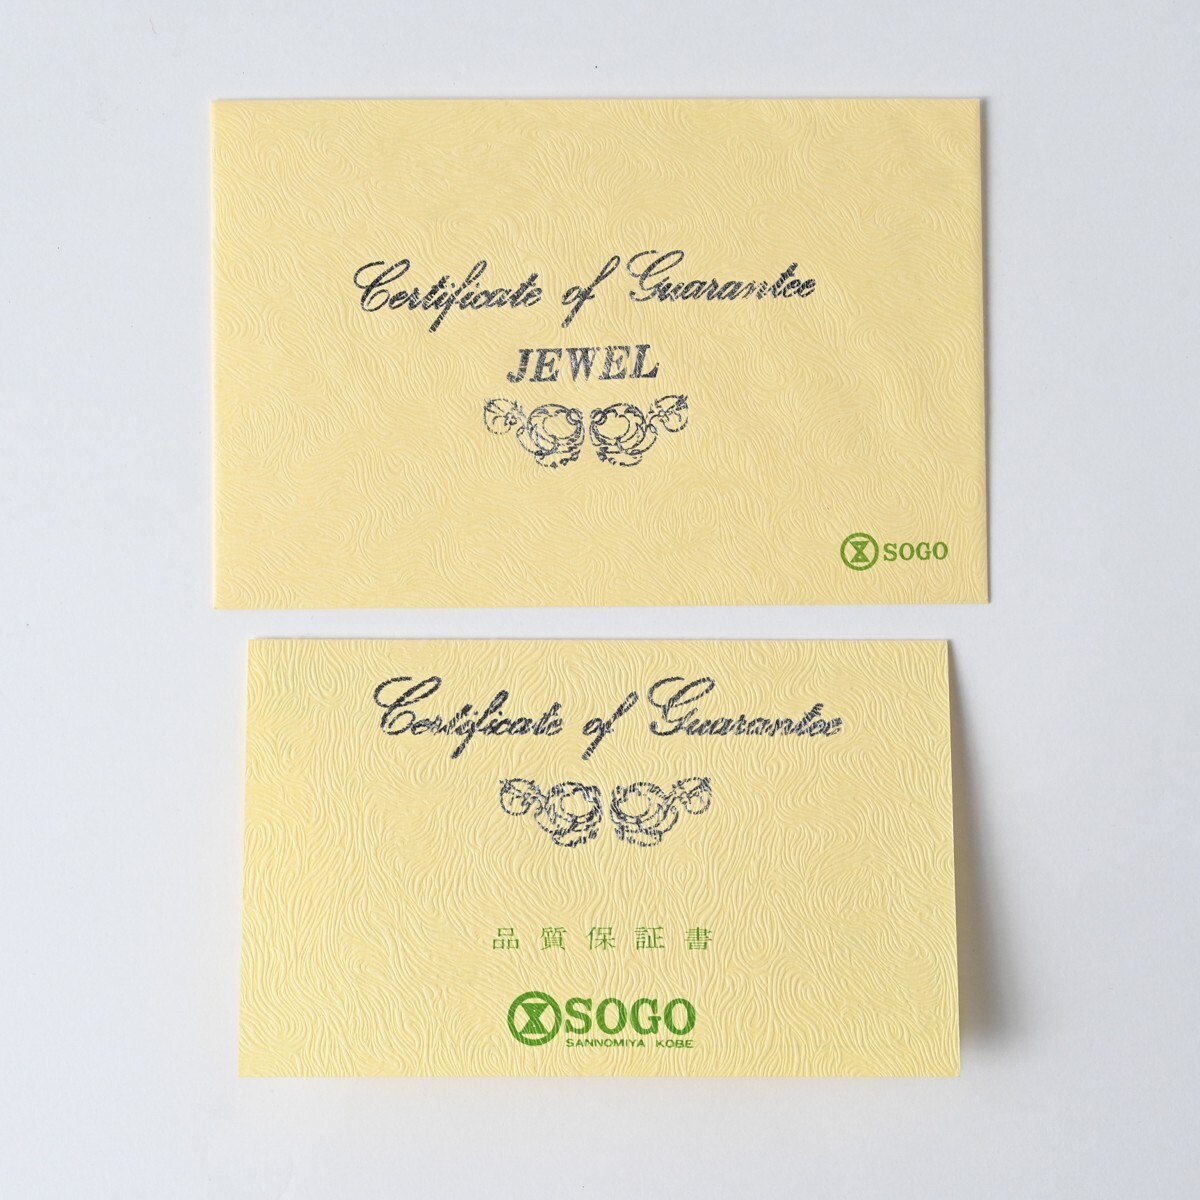 Certificate of Guarantee
JEWEL
SOGO
Certificate of Guarantee
品質保証書
SOGO
SANNOMIYA KOBE